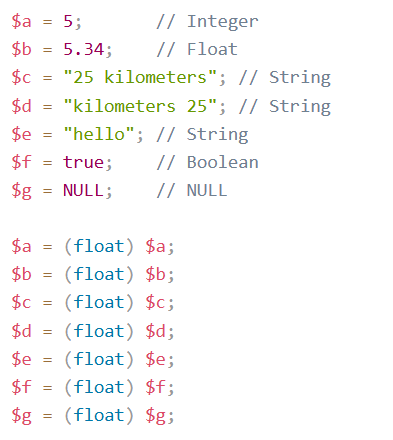 $a = 5;       // Integer
$b = 5.34;    // Float
$c = "25 kilometers"; // String
$d = "kilometers 25"; // String
$e = "hello"; // String
$f = true;    // Boolean
$g = NULL;    // NULL

$a = (float) $a;
$b = (float) $b;
$c = (float) $c;
$d = (float) $d;
$e = (float) $e;
$f = (float) $f;
$g = (float) $g;